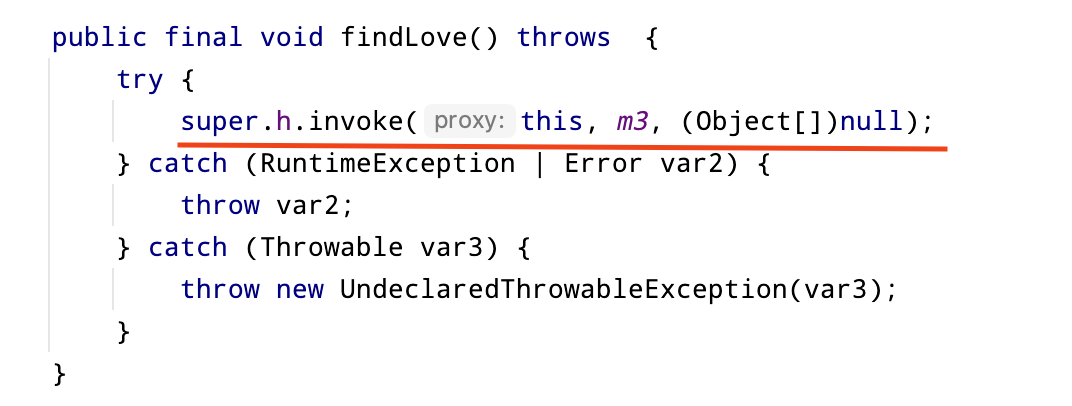 public final void findLove() throws  {
    try {
        super.h.invoke( proxy: this, m3, (Object[])null);
    } catch (RuntimeException | Error var2) {
        throw var2;
    } catch (Throwable var3) {
        throw new UndeclaredThrowableException(var3);
    }
}